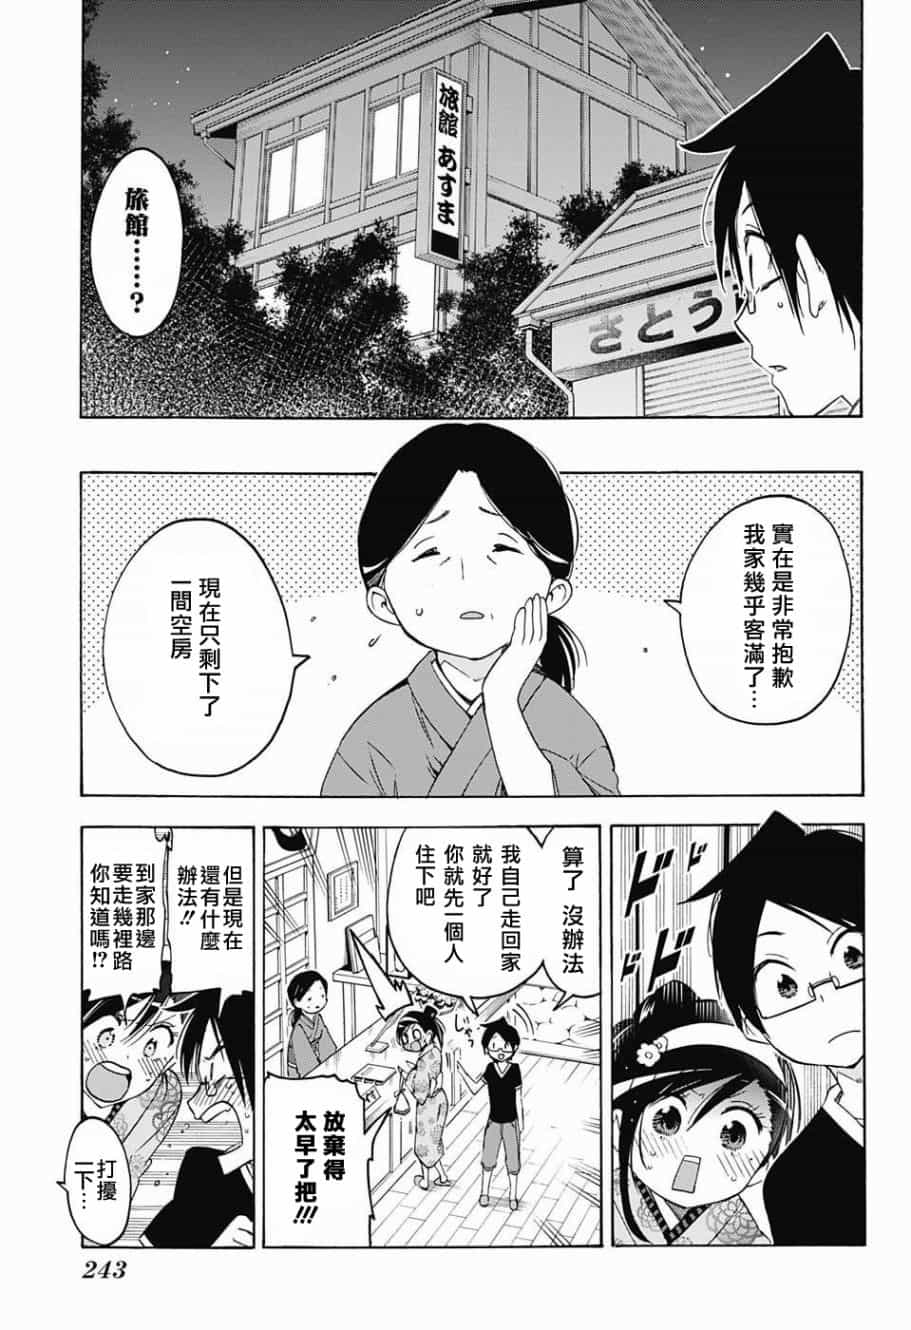 旅館 あすま
さとう
旅館……?
實在是非常抱歉
我家幾乎客滿了…
現在只剩下了
一間空房
ドドドド
算了 沒辦法
我自己走回家
就好了
你就先一個人
住下吧
放棄得
太早了把!!!
但是現在
還有什麼
辦法!!
到家那邊
要走幾裡路
你知道嗎!?
打擾
一下…
243